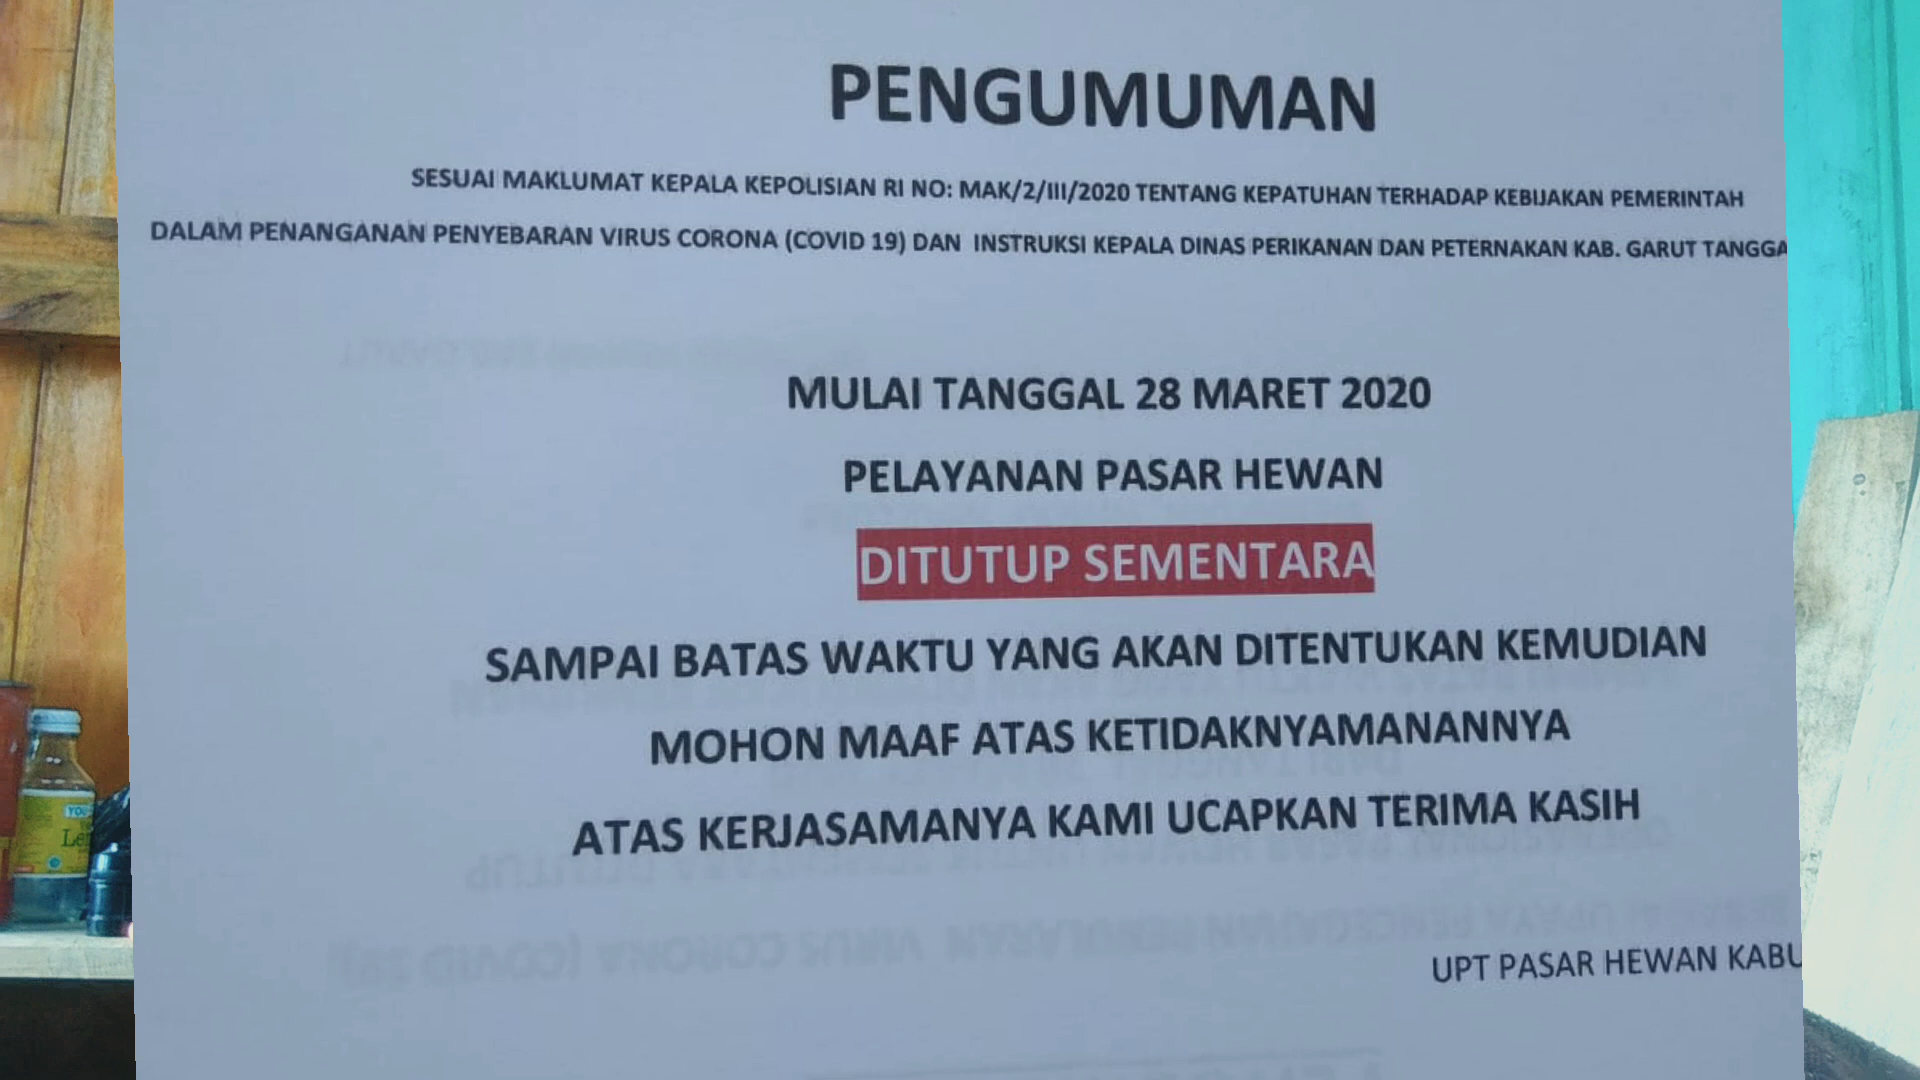 PENGUMUMAN
SESUAI MAKLUMAT KEPALA KEPOLISIAN RI NO: MAK/2/III/2020 TENTANG KEPATUHAN TERHADAP KEBIJAKAN PEMERINTAH
DALAM PENANGANAN PENYEBARAN VIRUS CORONA (COVID 19) DAN INSTRUKSI KEPALA DINAS PERIKANAN DAN PETERNAKAN KAB. GARUT TANGGA
MULAI TANGGAL 28 MARET 2020
PELAYANAN PASAR HEWAN
DITUTUP SEMENTARA
SAMPAI BATAS WAKTU YANG AKAN DITENTUKAN KEMUDIAN
MOHON MAAF ATAS KETIDAKNYAMANANNYA
ATAS KERJASAMANYA KAMI UCAPKAN TERIMA KASIH
UPT PASAR HEWAN KABU